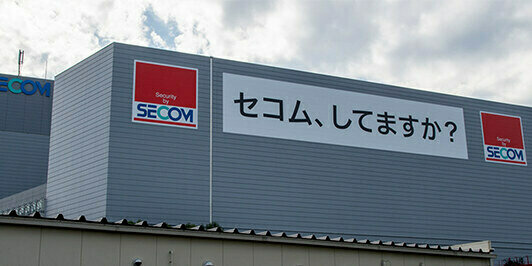 SECOM
Security
by
SECOM
セコム、してますか？
Security
by
SECOM